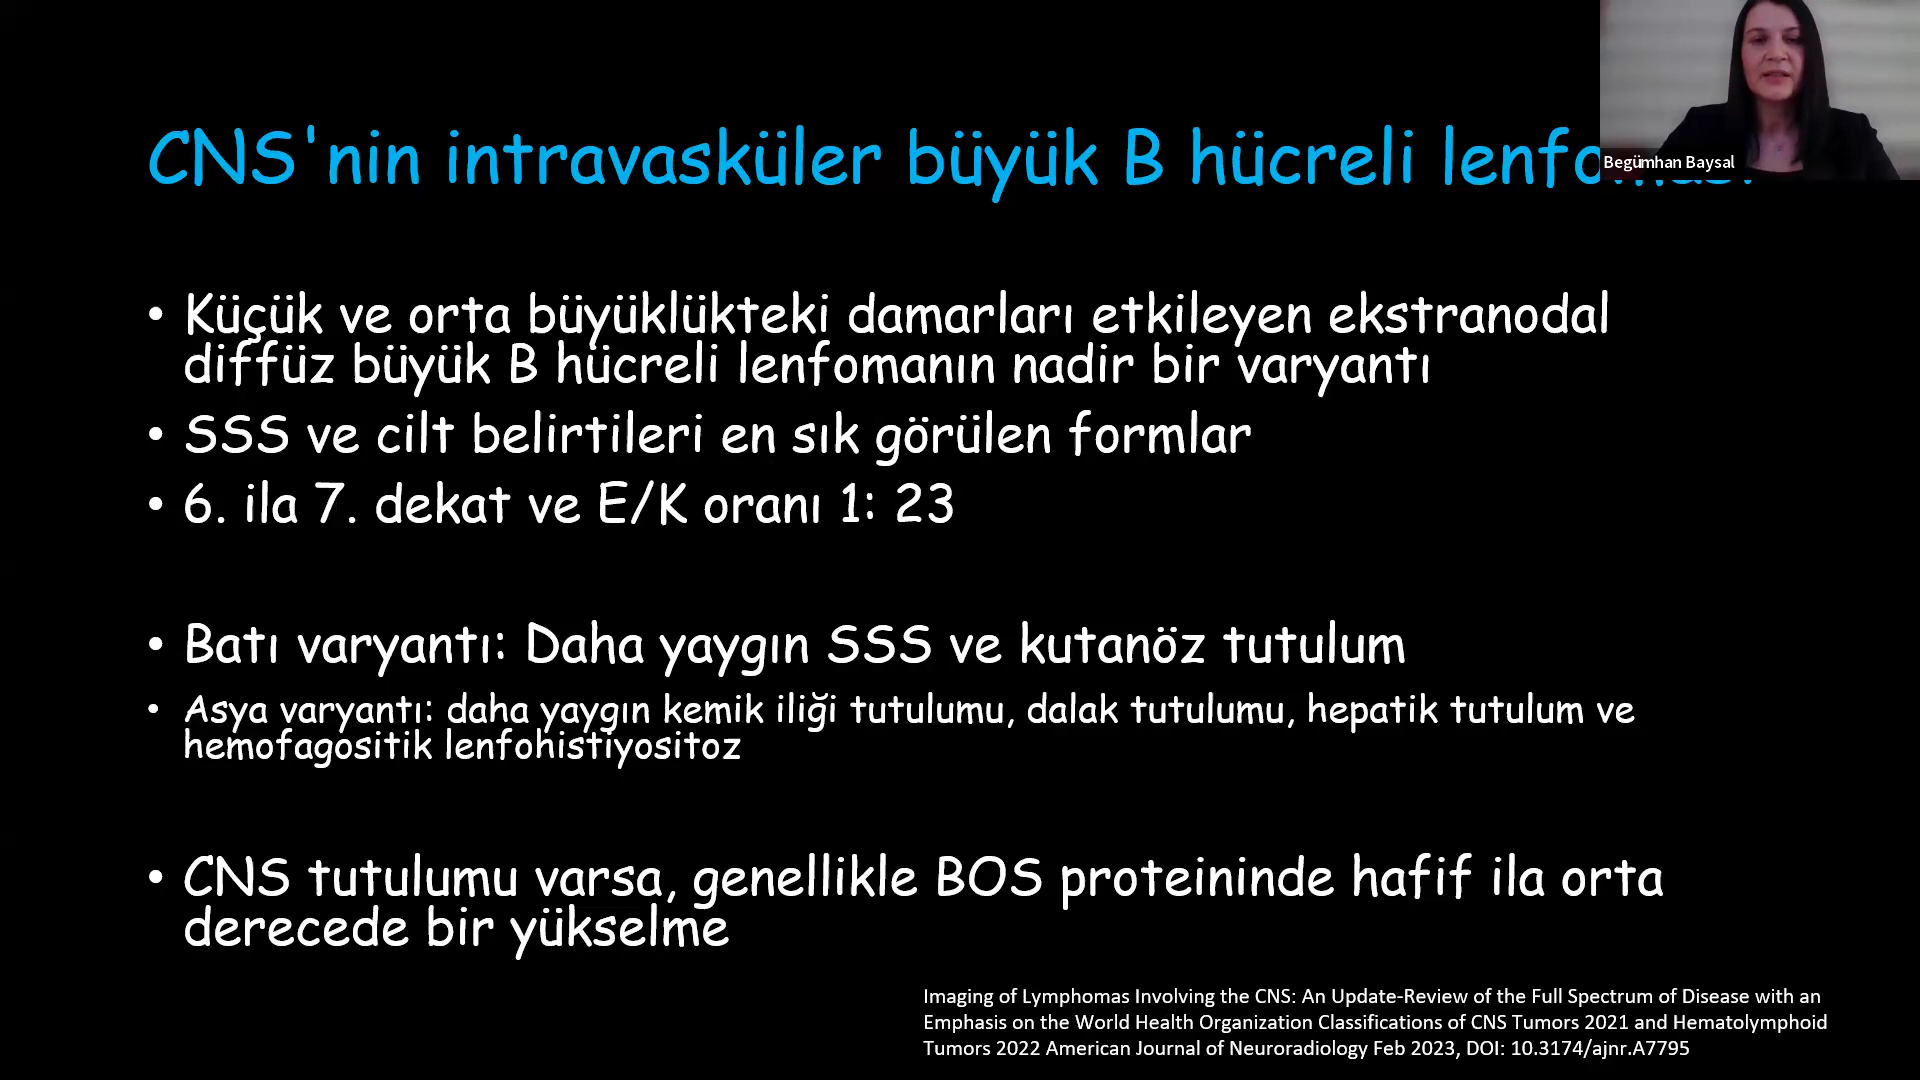 CNS'nin intravasküler büyük B hücreli
Begümhan Baysal
• Küçük ve orta büyüklükteki damarları etkileyen ekstranodal
diffüz büyük B hücreli lenfomanın nadir bir varyantı
• SSS ve cilt belirtileri en sık görülen formlar
• 6. ila 7. dekat ve E/K oranı 1: 23
• Batı varyantı: Daha yaygın SSS ve kutanöz tutulum
• Asya varyantı: daha yaygın kemik iliği tutulumu, dalak tutulumu, hepatik tutulum ve
hemofagositik lenfohistiyositoz
• CNS tutulumu varsa, genellikle BOS proteininde hafif ila orta
derecede bir yükselme
Imaging of Lymphomas Involving the CNS: An Update-Review of the Full Spectrum of Disease with an
Emphasis on the World Health Organization Classifications of CNS Tumors 2021 and Hematolymphoid
Tumors 2022 American Journal of Neuroradiology Feb 2023, DOI: 10.3174/ajnr.A7795